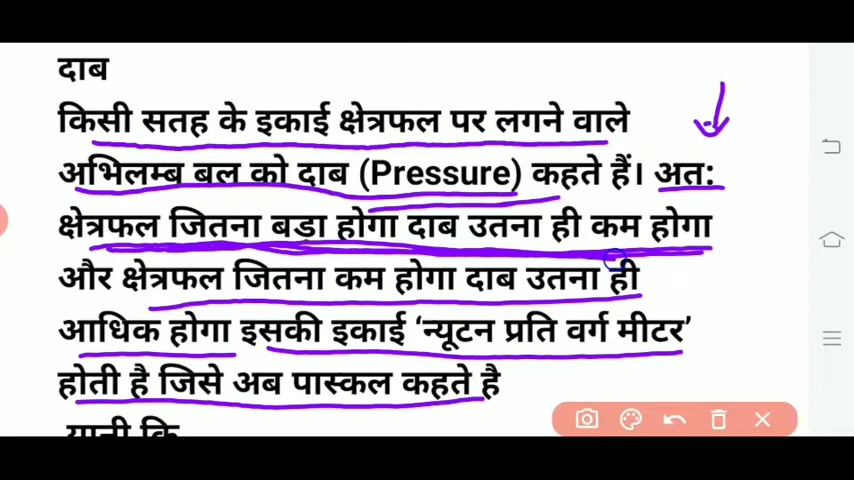 दाब
किसी सतह के इकाई क्षेत्रफल पर लगने वाले
अभिलम्ब बल को दाब (Pressure) कहते हैं। अत:
क्षेत्रफल जितना बड़ा होगा दाब उतना ही कम होगा
और क्षेत्रफल जितना कम होगा दाब उतना ही
आधिक होगा इसकी इकाई ‘न्यूटन प्रति वर्ग मीटर’
होती है जिसे अब पास्कल कहते है
यानी कि